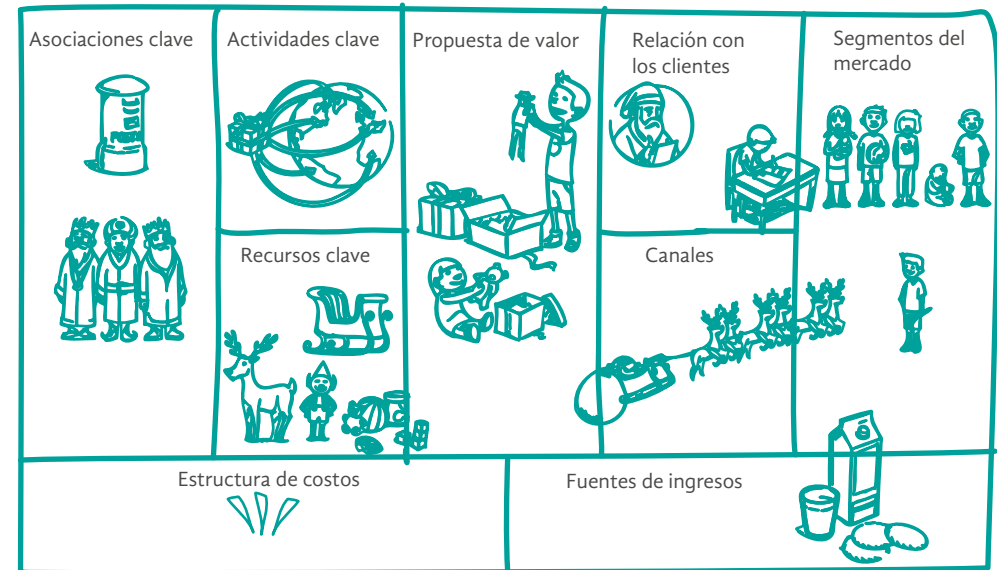 Asociaciones clave
Actividades clave
Propuesta de valor
Relación con
los clientes
Segmentos del
mercado
Recursos clave
Canales
Estructura de costos
Fuentes de ingresos